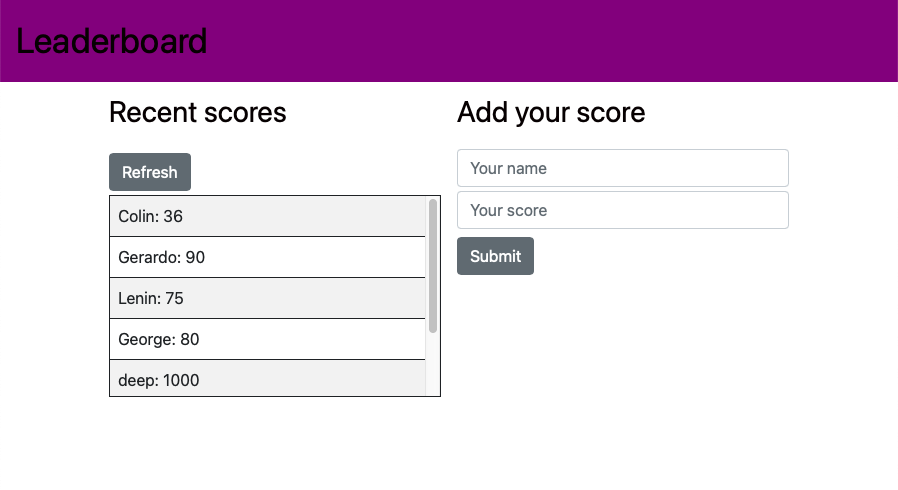 Leaderboard
Recent scores
Refresh
Colin: 36
Gerardo: 90
Lenin: 75
George: 80
deep: 1000
Add your score
Your name
Your score
Submit